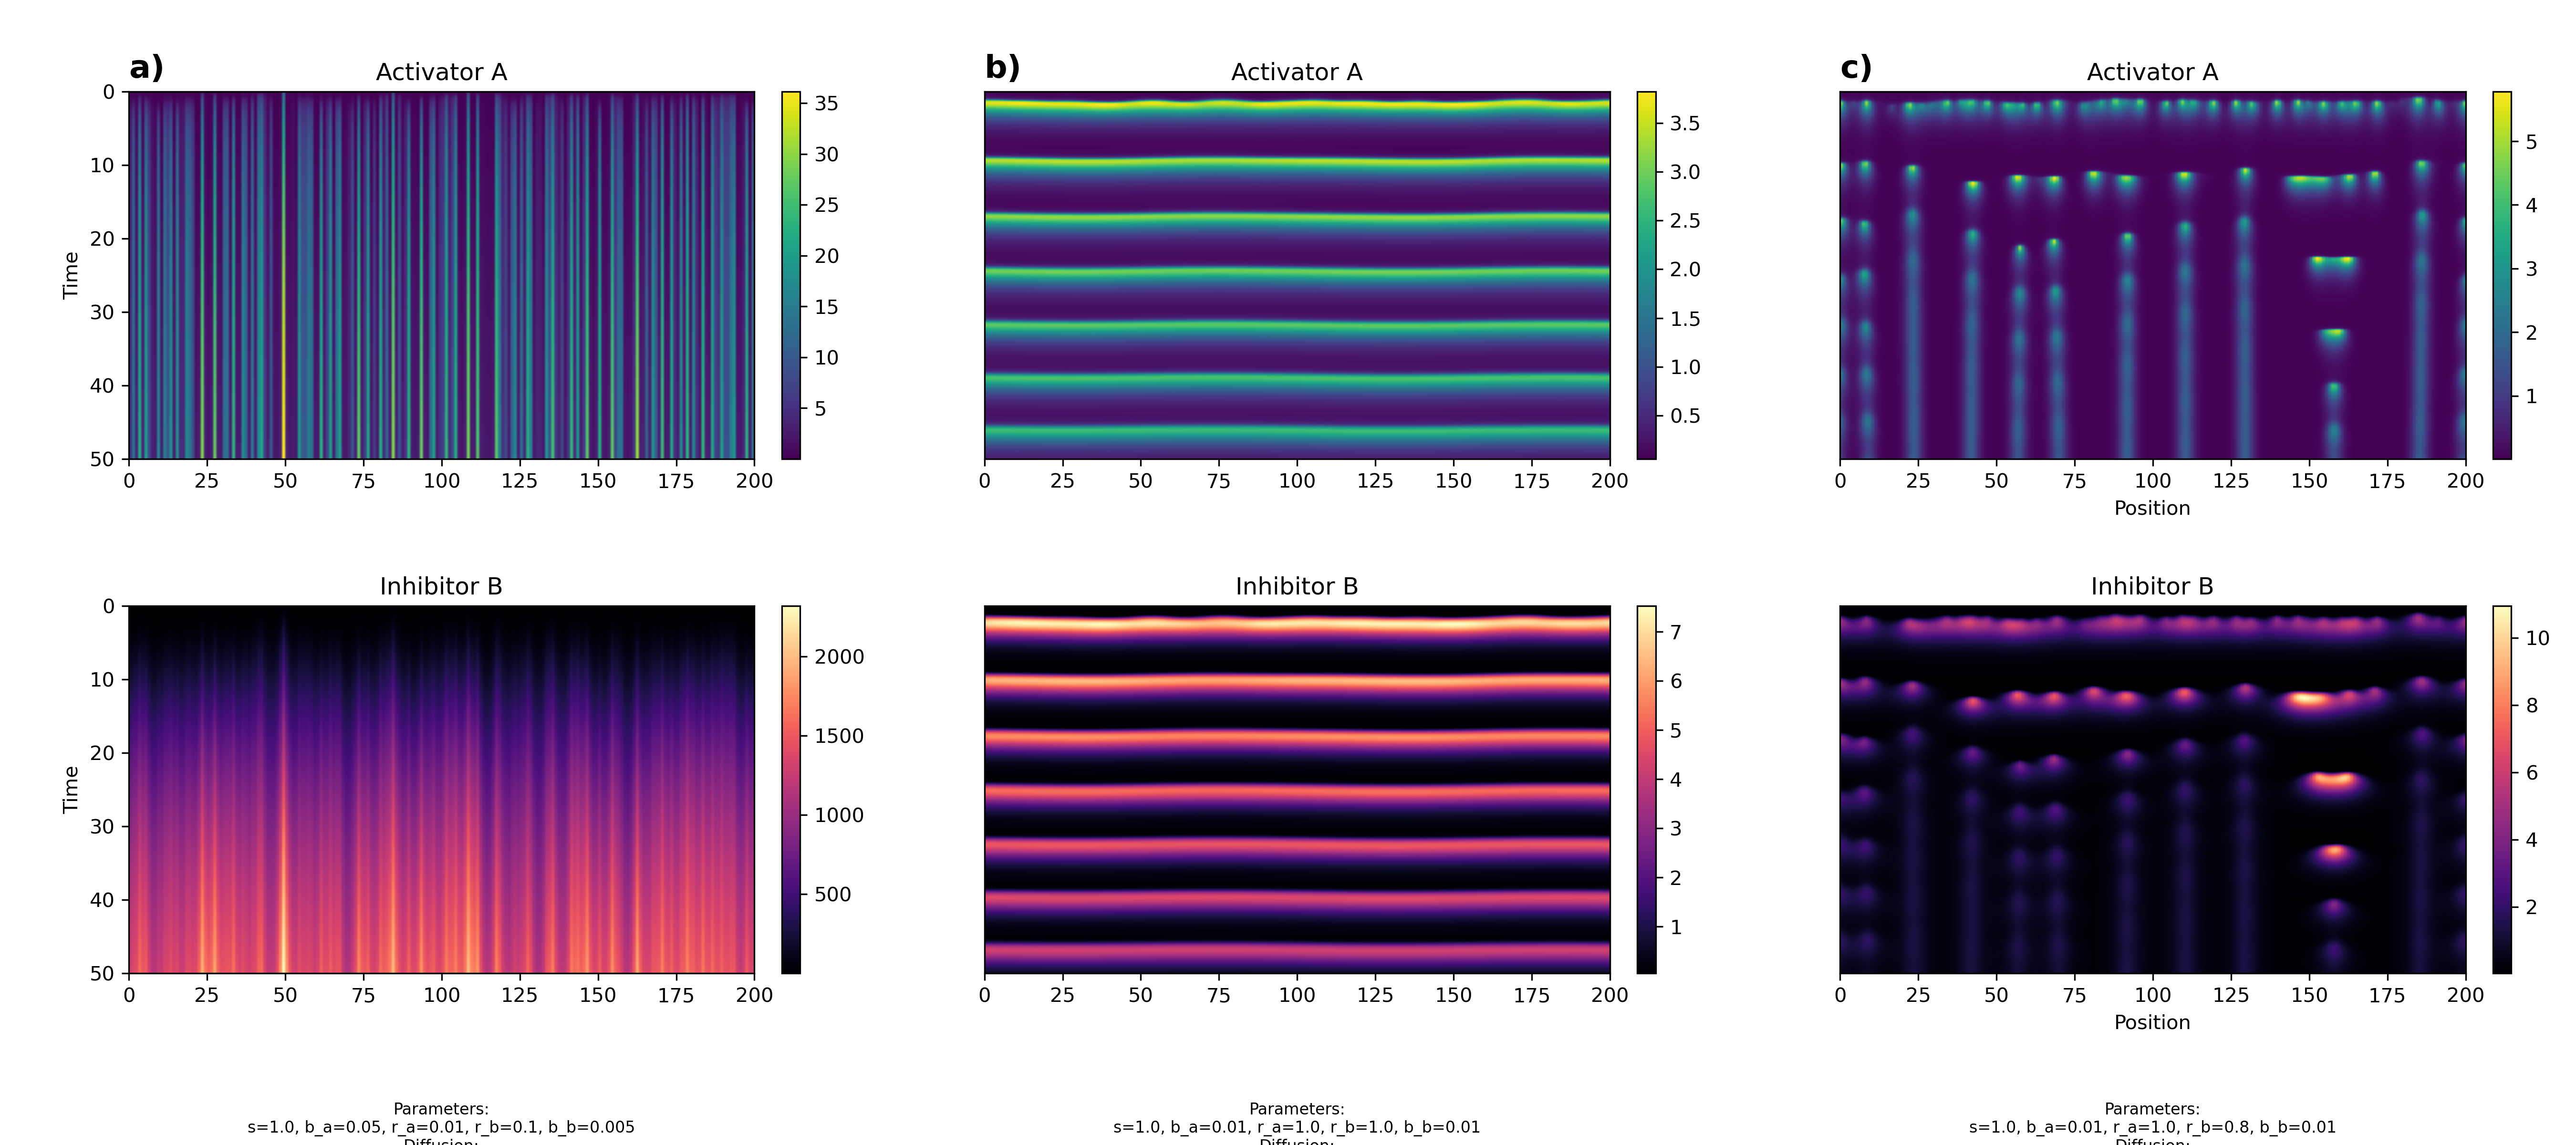 a)
Activator A
0
10
20
30
40
50
Time
0 25 50 75 100 125 150 175 200
35
30
25
20
15
10
5
b)
Activator A
0 25 50 75 100 125 150 175 200
3.5
3.0
2.5
2.0
1.5
1.0
0.5
c)
Activator A
0 25 50 75 100 125 150 175 200
Position
5
4
3
2
1
Inhibitor B
0
10
20
30
40
50
Time
0 25 50 75 100 125 150 175 200
2000
1500
1000
500
Inhibitor B
0 25 50 75 100 125 150 175 200
7
6
5
4
3
2
1
Inhibitor B
0 25 50 75 100 125 150 175 200
Position
10
8
6
4
2
Parameters:
s=1.0, b_a=0.05, r_a=0.01, r_b=0.1, b_b=0.005
Diffusion:
Parameters:
s=1.0, b_a=0.01, r_a=1.0, r_b=1.0, b_b=0.01
Diffusion:
Parameters:
s=1.0, b_a=0.01, r_a=1.0, r_b=0.8, b_b=0.01
Diffusion: